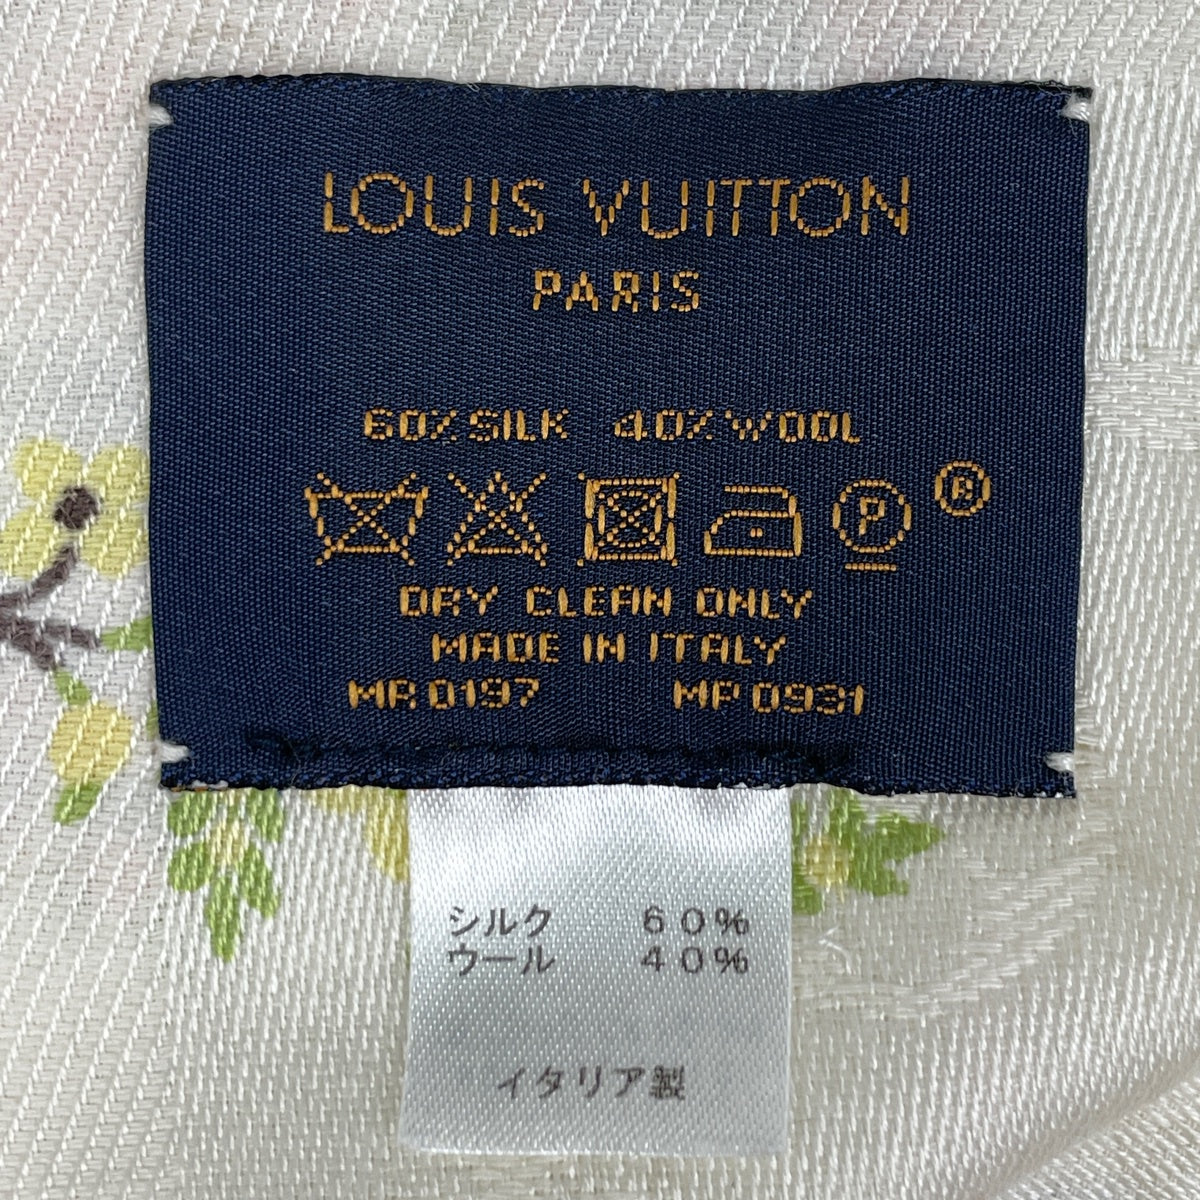 LOUIS VUITTON
PARIS
60% SILK 40% WOOL
P ®
DRY CLEAN ONLY
MADE IN ITALY
MR0197 MP0931
シルク 60%
ウール 40%
イタリア製